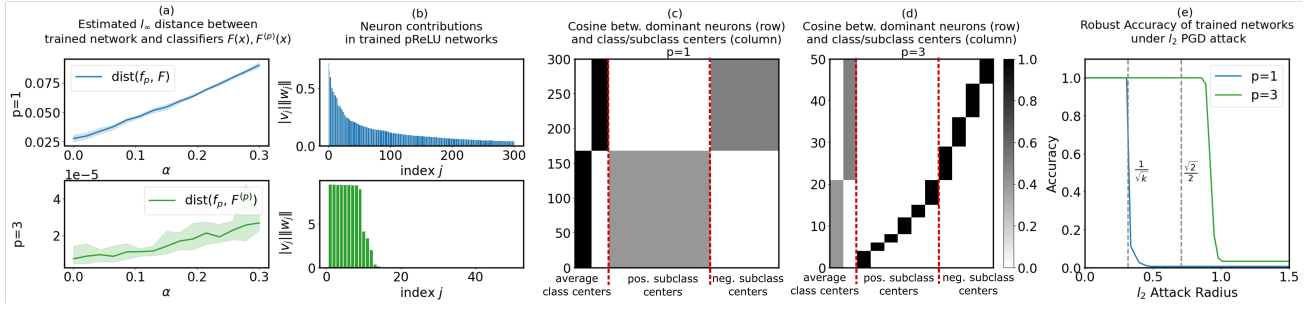 (a)
Estimated l∞ distance between
trained network and classifiers F(x), F^(p)(x)
p=1
0.075
0.050
0.025
dist(f_p, F)
0.0 0.1 0.2 0.3
α
1e−5
p=3
4
2
dist(f_p, F^(p))
0.0 0.1 0.2 0.3
α
(b)
Neuron contributions
in trained pReLU networks
|v_j|‖w_j‖
0.5
0.0
0 100 200 300
index j
|v_j|‖w_j‖
5
0
0 20 40
index j
(c)
Cosine betw. dominant neurons (row)
and class/subclass centers (column)
p=1
300
250
200
150
100
50
0
average pos. subclass neg. subclass
class centers centers centers
(d)
Cosine betw. dominant neurons (row)
and class/subclass centers (column)
p=3
50
40
30
20
10
0
average pos. subclass neg. subclass
class centers centers centers
1.0
0.8
0.6
0.4
0.2
0.0
(e)
Robust Accuracy of trained networks
under l₂ PGD attack
Accuracy
1.0
0.8
0.6
0.4
0.2
0.0
p=1
p=3
1/√k
√2/2
0.0 0.5 1.0 1.5
l₂ Attack Radius